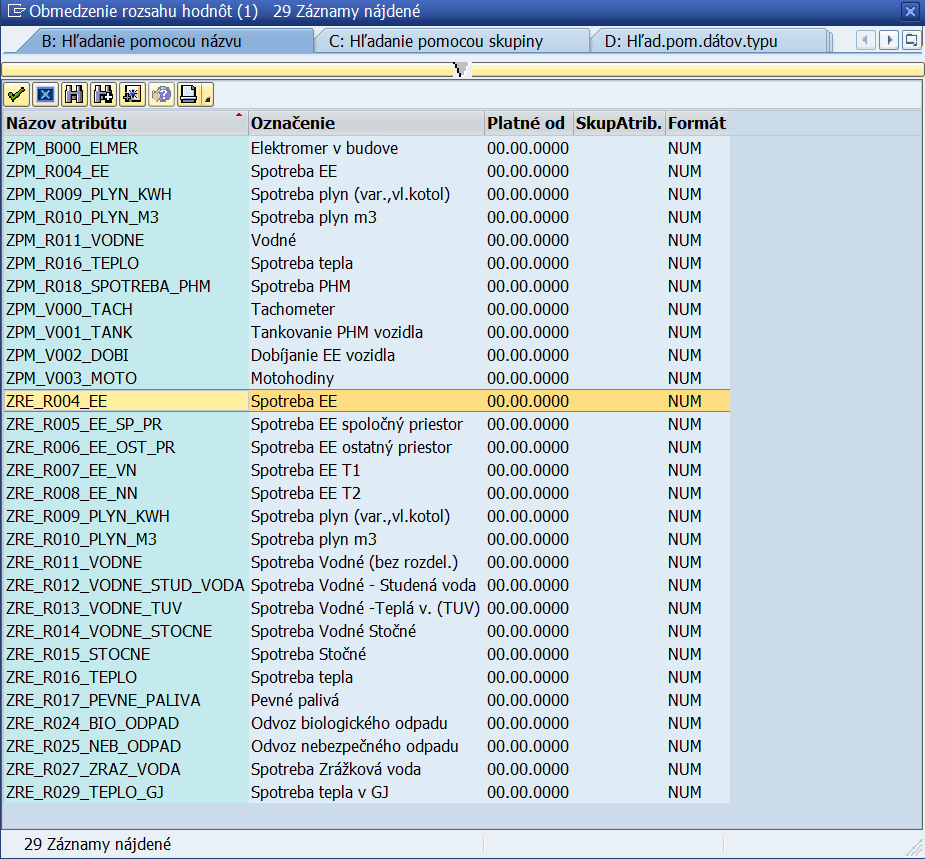 Obmedzenie rozsahu hodnôt (1) 29 Záznamy nájdené
B: Hľadanie pomocou názvu C: Hľadanie pomocou skupiny D: Hľad.pom.dátov.typu
Názov atribútu Označenie Platné od SkupAtrib. Formát
ZPM_B000_ELMER Elektromer v budove 00.00.0000 NUM
ZPM_R004_EE Spotreba EE 00.00.0000 NUM
ZPM_R009_PLYN_KWH Spotreba plyn (var.,vl.kotol) 00.00.0000 NUM
ZPM_R010_PLYN_M3 Spotreba plyn m3 00.00.0000 NUM
ZPM_R011_VODNE Vodné 00.00.0000 NUM
ZPM_R016_TEPLO Spotreba tepla 00.00.0000 NUM
ZPM_R018_SPOTREBA_PHM Spotreba PHM 00.00.0000 NUM
ZPM_V000_TACH Tachometer 00.00.0000 NUM
ZPM_V001_TANK Tankovanie PHM vozidla 00.00.0000 NUM
ZPM_V002_DOBI Dobíjanie EE vozidla 00.00.0000 NUM
ZPM_V003_MOTO Motohodiny 00.00.0000 NUM
ZRE_R004_EE Spotreba EE 00.00.0000 NUM
ZRE_R005_EE_SP_PR Spotreba EE spoločný priestor 00.00.0000 NUM
ZRE_R006_EE_OST_PR Spotreba EE ostatný priestor 00.00.0000 NUM
ZRE_R007_EE_VN Spotreba EE T1 00.00.0000 NUM
ZRE_R008_EE_NN Spotreba EE T2 00.00.0000 NUM
ZRE_R009_PLYN_KWH Spotreba plyn (var.,vl.kotol) 00.00.0000 NUM
ZRE_R010_PLYN_M3 Spotreba plyn m3 00.00.0000 NUM
ZRE_R011_VODNE Spotreba Vodné (bez rozdel.) 00.00.0000 NUM
ZRE_R012_VODNE_STUD_VODA Spotreba Vodné - Studená voda 00.00.0000 NUM
ZRE_R013_VODNE_TUV Spotreba Vodné -Teplá v. (TUV) 00.00.0000 NUM
ZRE_R014_VODNE_STOCNE Spotreba Vodné Stočné 00.00.0000 NUM
ZRE_R015_STOCNE Spotreba Stočné 00.00.0000 NUM
ZRE_R016_TEPLO Spotreba tepla 00.00.0000 NUM
ZRE_R017_PEVNE_PALIVA Pevné palivá 00.00.0000 NUM
ZRE_R024_BIO_ODPAD Odvoz biologického odpadu 00.00.0000 NUM
ZRE_R025_NEB_ODPAD Odvoz nebezpečného odpadu 00.00.0000 NUM
ZRE_R027_ZRAZ_VODA Spotreba Zrážková voda 00.00.0000 NUM
ZRE_R029_TEPLO_GJ Spotreba tepla v GJ 00.00.0000 NUM
29 Záznamy nájdené